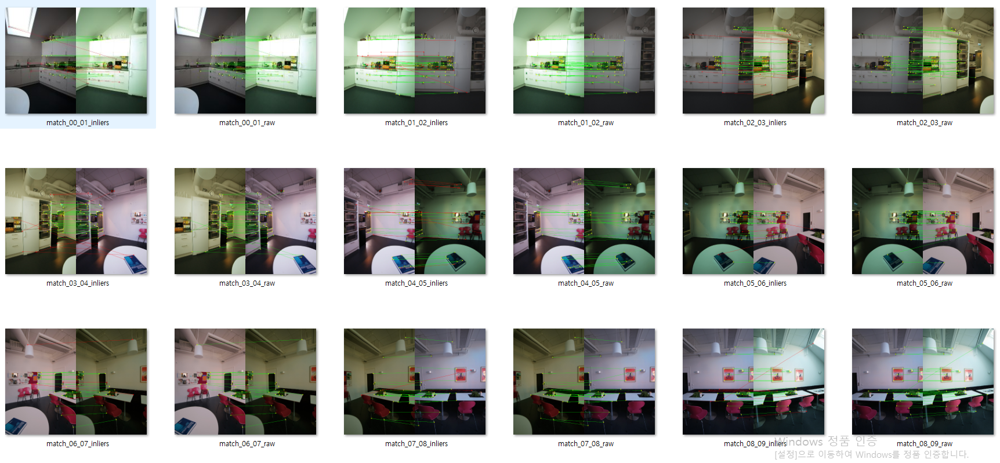 match_00_01_inliers
match_00_01_raw
match_01_02_inliers
match_01_02_raw
match_02_03_inliers
match_02_03_raw
match_03_04_inliers
match_03_04_raw
match_04_05_inliers
match_04_05_raw
match_05_06_inliers
match_05_06_raw
match_06_07_inliers
match_06_07_raw
match_07_08_inliers
match_07_08_raw
match_08_09_inliers
match_08_09_raw
Windows 정품 인증
[설정]으로 이동하여 Windows를 정품 인증합니다.